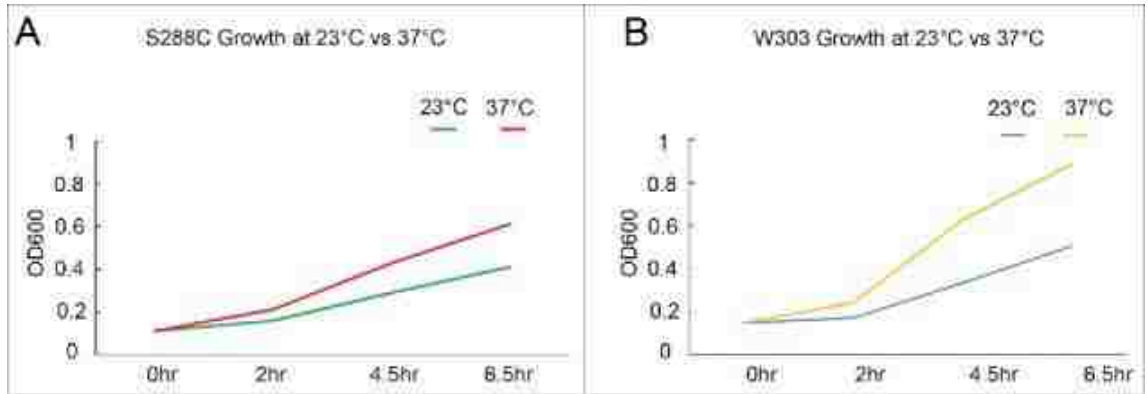 A
S288C Growth at 23°C vs 37°C
23°C 37°C
1
0.8
0.6
0.4
0.2
0
OD600
0hr 2hr 4.5hr 6.5hr
B
W303 Growth at 23°C vs 37°C
23°C 37°C
1
0.8
0.6
0.4
0.2
0
OD600
0hr 2hr 4.5hr 6.5hr